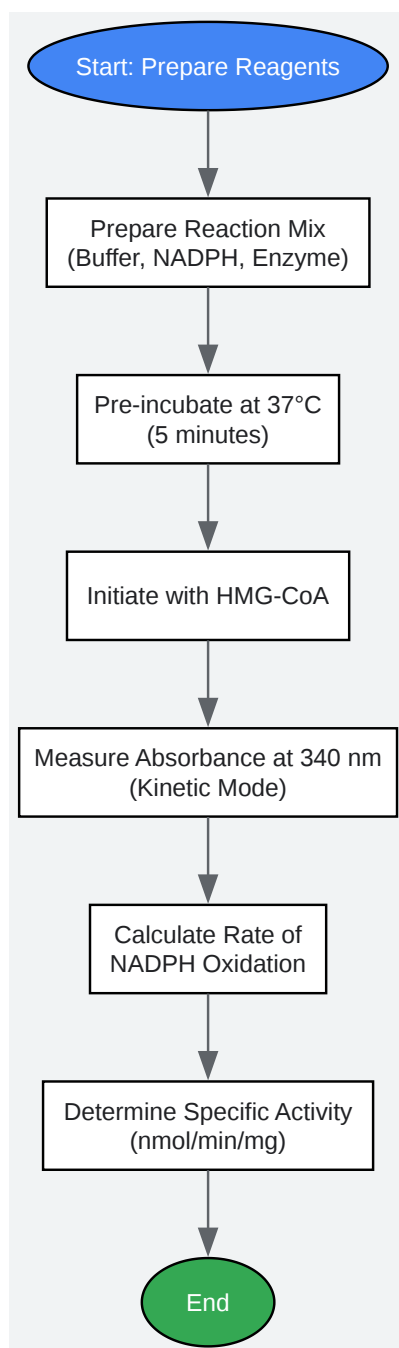 Start: Prepare Reagents
Prepare Reaction Mix
(Buffer, NADPH, Enzyme)
Pre-incubate at 37°C
(5 minutes)
Initiate with HMG-CoA
Measure Absorbance at 340 nm
(Kinetic Mode)
Calculate Rate of
NADPH Oxidation
Determine Specific Activity
(nmol/min/mg)
End